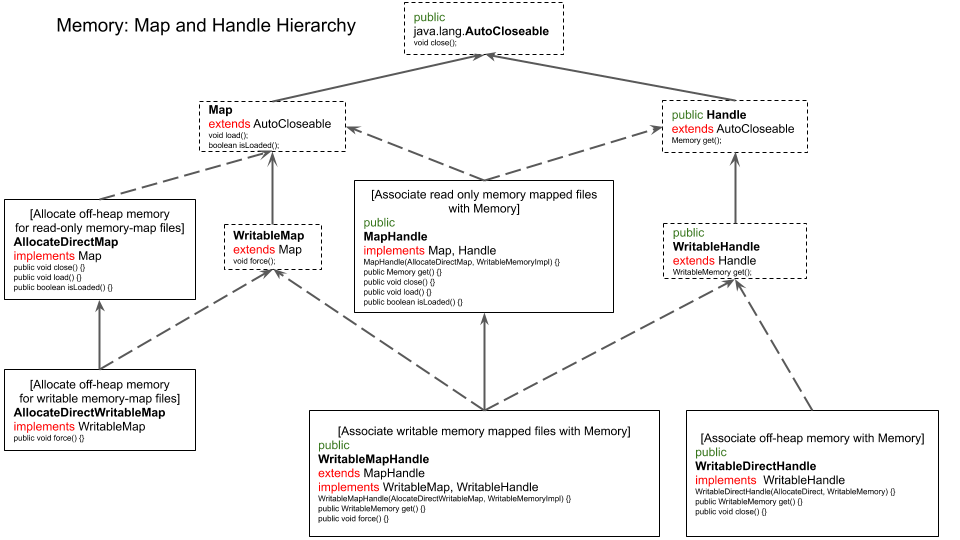 Memory: Map and Handle Hierarchy
public
java.lang.AutoCloseable
void close();
Map
extends AutoCloseable
void load();
boolean isLoaded();
public Handle
extends AutoCloseable
Memory get();
[Allocate off-heap memory
for read-only memory-map files]
AllocateDirectMap
implements Map
public void close() {}
public void load() {}
public boolean isLoaded() {}
WritableMap
extends Map
void force();
[Associate read only memory mapped files
with Memory]
public
MapHandle
implements Map, Handle
MapHandle(AllocateDirectMap, WritableMemoryImpl) {}
public Memory get() {}
public void close() {}
public void load() {}
public boolean isLoaded() {}
public
WritableHandle
extends Handle
WritableMemory get();
[Allocate off-heap memory
for writable memory-map files]
AllocateDirectWritableMap
implements WritableMap
public void force() {}
[Associate writable memory mapped files with Memory]
public
WritableMapHandle
extends MapHandle
implements WritableMap, WritableHandle
WritableMapHandle(AlocateDirectWritableMap, WritableMemoryImpl) {}
public WritableMemory get() {}
public void force() {}
[Associate off-heap memory with Memory]
public
WritableDirectHandle
implements  WritableHandle
WritableDirectHandle(AllocateDirect, WritableMemory) {}
public WritableMemory get() {}
public void close() {}